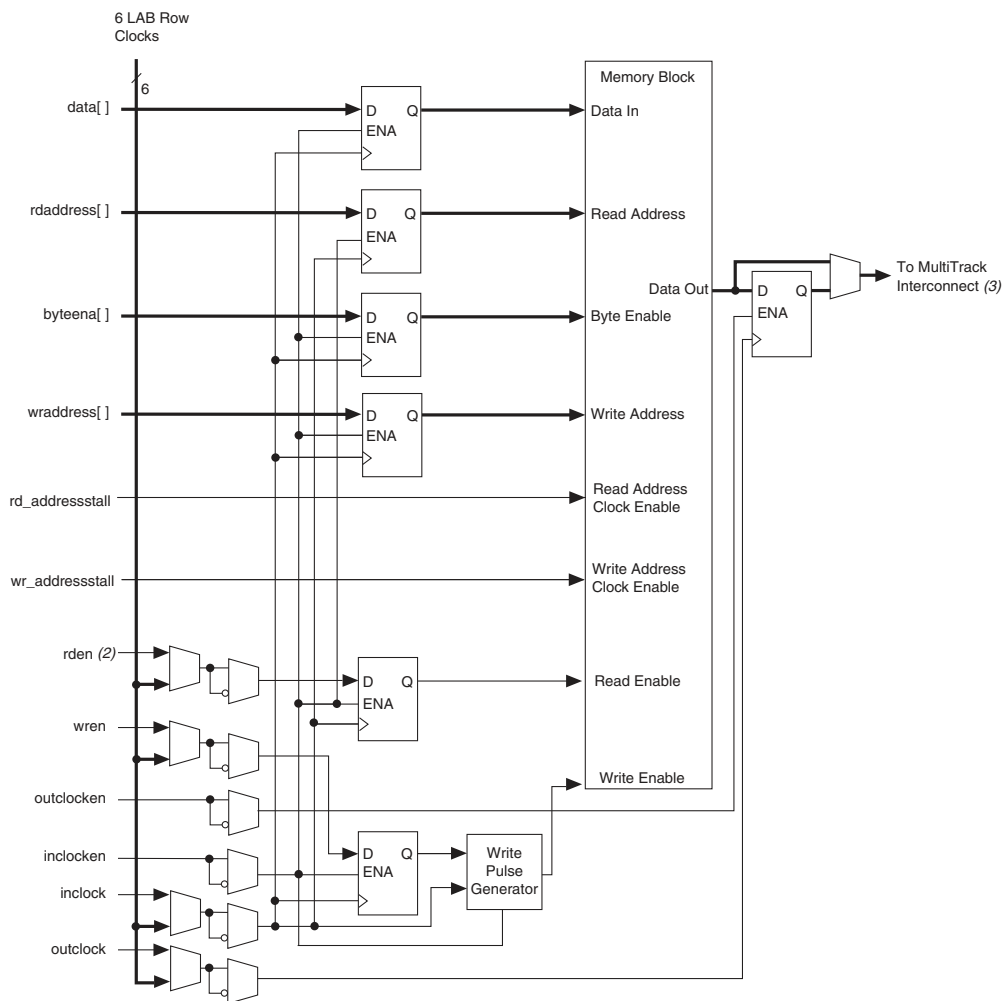 6 LAB Row
Clocks
6
Memory Block
data[ ]
D Q
ENA
Data In
rdaddress[ ]
D Q
ENA
Read Address
To MultiTrack
Interconnect (3)
Data Out
D Q
ENA
byteena[ ]
D Q
ENA
Byte Enable
wraddress[ ]
D Q
ENA
Write Address
rd_addressstall
Read Address
Clock Enable
wr_addressstall
Write Address
Clock Enable
rden (2)
D Q
ENA
Read Enable
wren
Write Enable
outclocken
inclocken
D Q
ENA
Write
Pulse
Generator
inclock
outclock